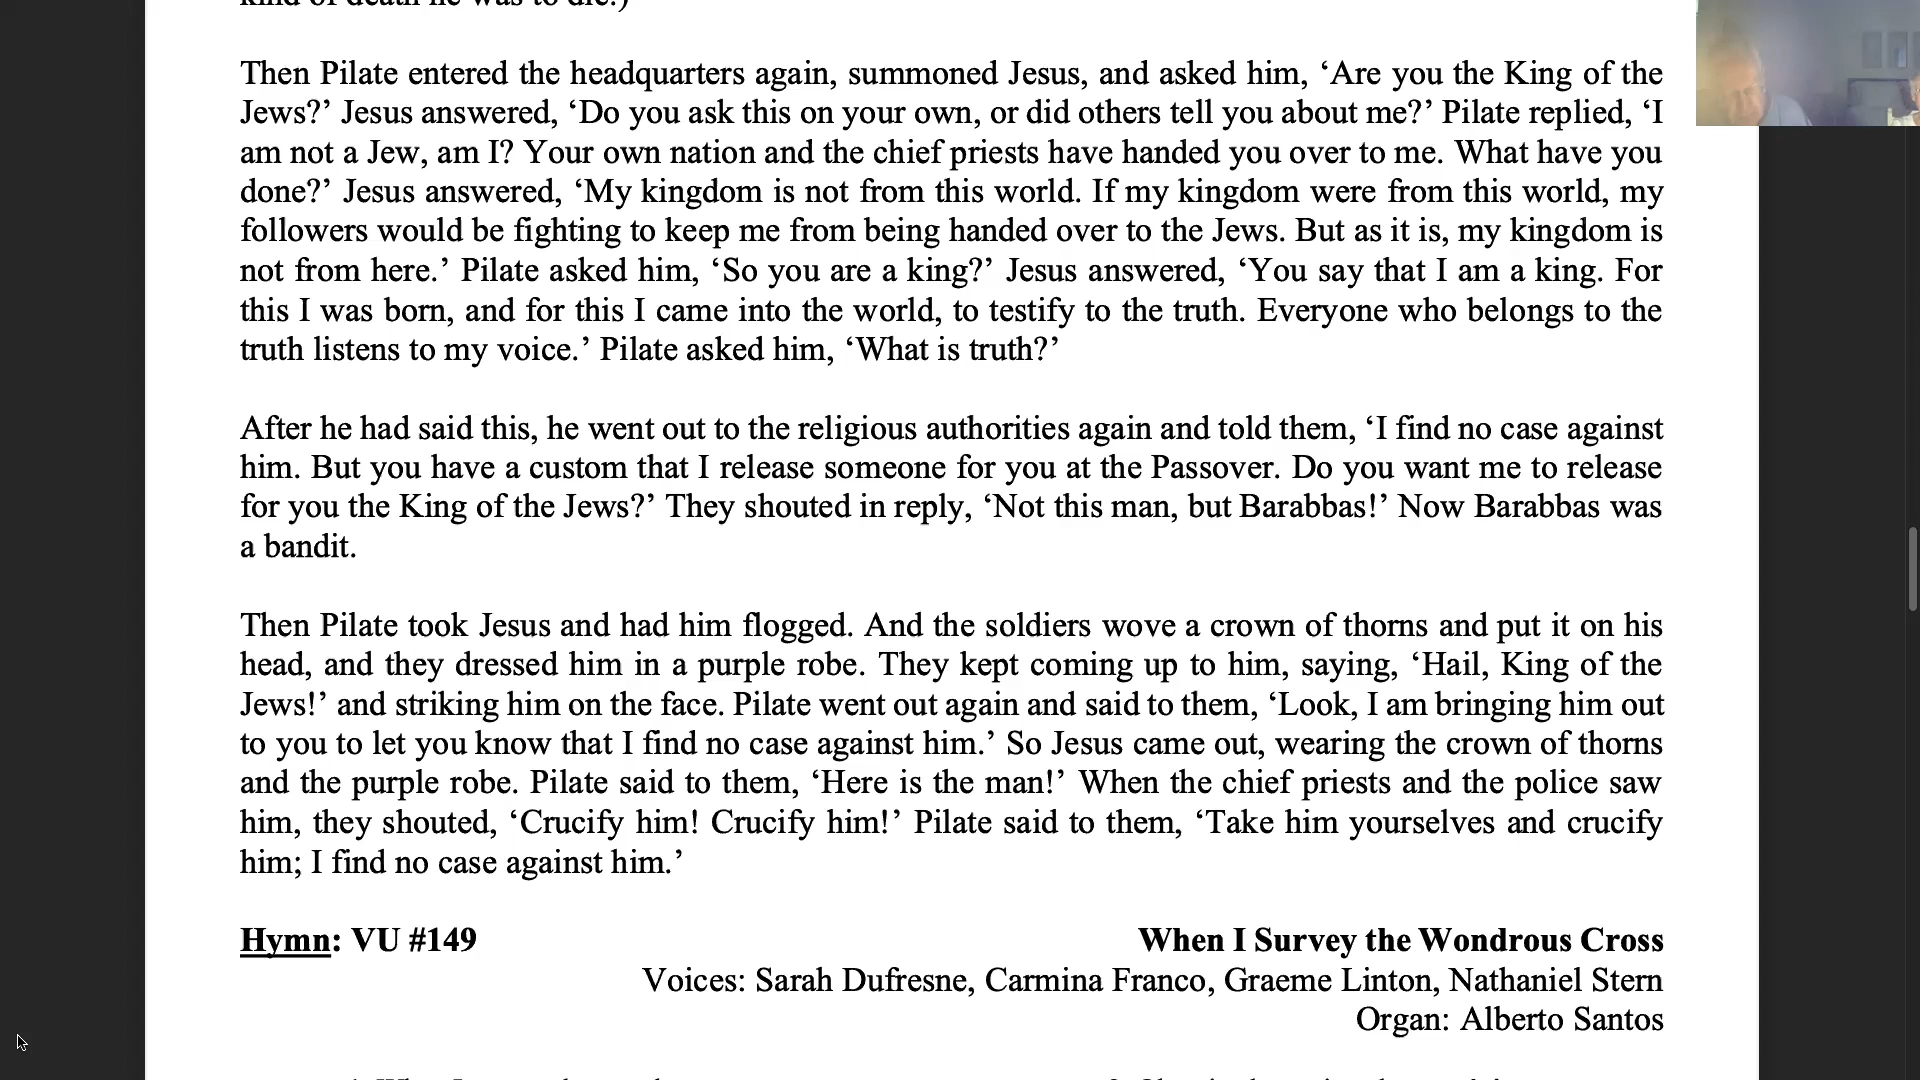 kind of death he was to die.)
Then Pilate entered the headquarters again, summoned Jesus, and asked him, ‘Are you the King of the
Jews?’ Jesus answered, ‘Do you ask this on your own, or did others tell you about me?’ Pilate replied, ‘I
am not a Jew, am I? Your own nation and the chief priests have handed you over to me. What have you
done?’ Jesus answered, ‘My kingdom is not from this world. If my kingdom were from this world, my
followers would be fighting to keep me from being handed over to the Jews. But as it is, my kingdom is
not from here.’ Pilate asked him, ‘So you are a king?’ Jesus answered, ‘You say that I am a king. For
this I was born, and for this I came into the world, to testify to the truth. Everyone who belongs to the
truth listens to my voice.’ Pilate asked him, ‘What is truth?’
After he had said this, he went out to the religious authorities again and told them, ‘I find no case against
him. But you have a custom that I release someone for you at the Passover. Do you want me to release
for you the King of the Jews?’ They shouted in reply, ‘Not this man, but Barabbas!’ Now Barabbas was
a bandit.
Then Pilate took Jesus and had him flogged. And the soldiers wove a crown of thorns and put it on his
head, and they dressed him in a purple robe. They kept coming up to him, saying, ‘Hail, King of the
Jews!’ and striking him on the face. Pilate went out again and said to them, ‘Look, I am bringing him out
to you to let you know that I find no case against him.’ So Jesus came out, wearing the crown of thorns
and the purple robe. Pilate said to them, ‘Here is the man!’ When the chief priests and the police saw
him, they shouted, ‘Crucify him! Crucify him!’ Pilate said to them, ‘Take him yourselves and crucify
him; I find no case against him.’
Hymn: VU #149 When I Survey the Wondrous Cross
Voices: Sarah Dufresne, Carmina Franco, Graeme Linton, Nathaniel Stern
Organ: Alberto Santos